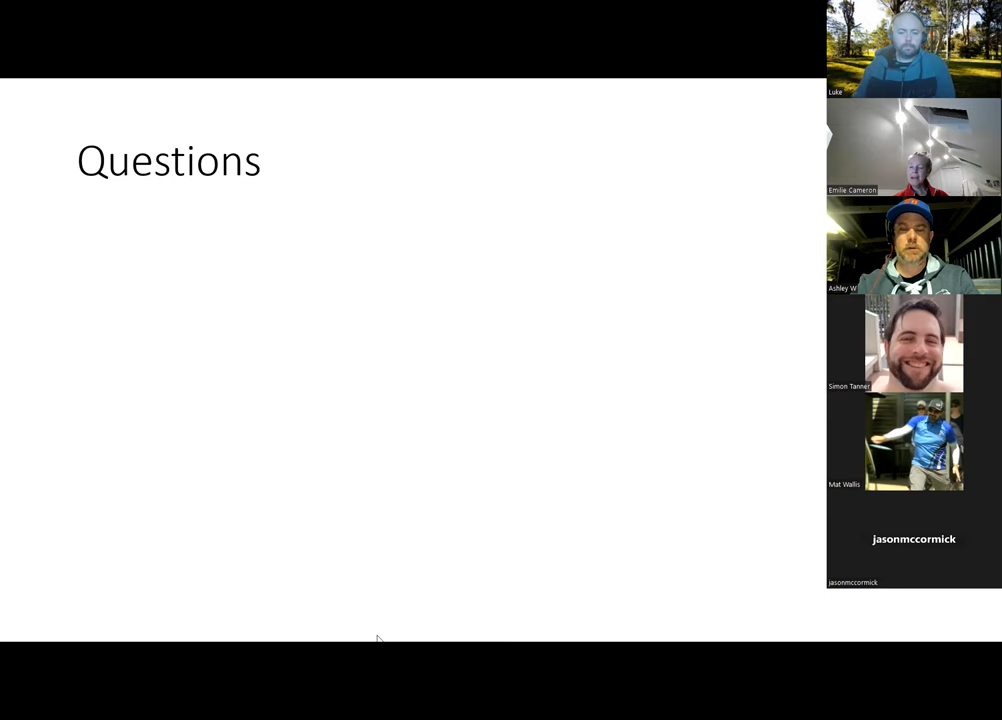 Questions
Luke
Emilie Cameron
Ashley W
Simon Tanner
Mat Wallis
jasonmccormick
jasonmccormick